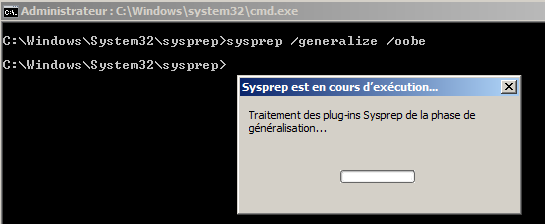 Administrateur : C:\Windows\system32\cmd.exe
C:\Windows\System32\sysprep>sysprep /generalize /oobe
C:\Windows\System32\sysprep>
Sysprep est en cours d'exécution...
Traitement des plug-ins Sysprep de la phase de
généralisation...